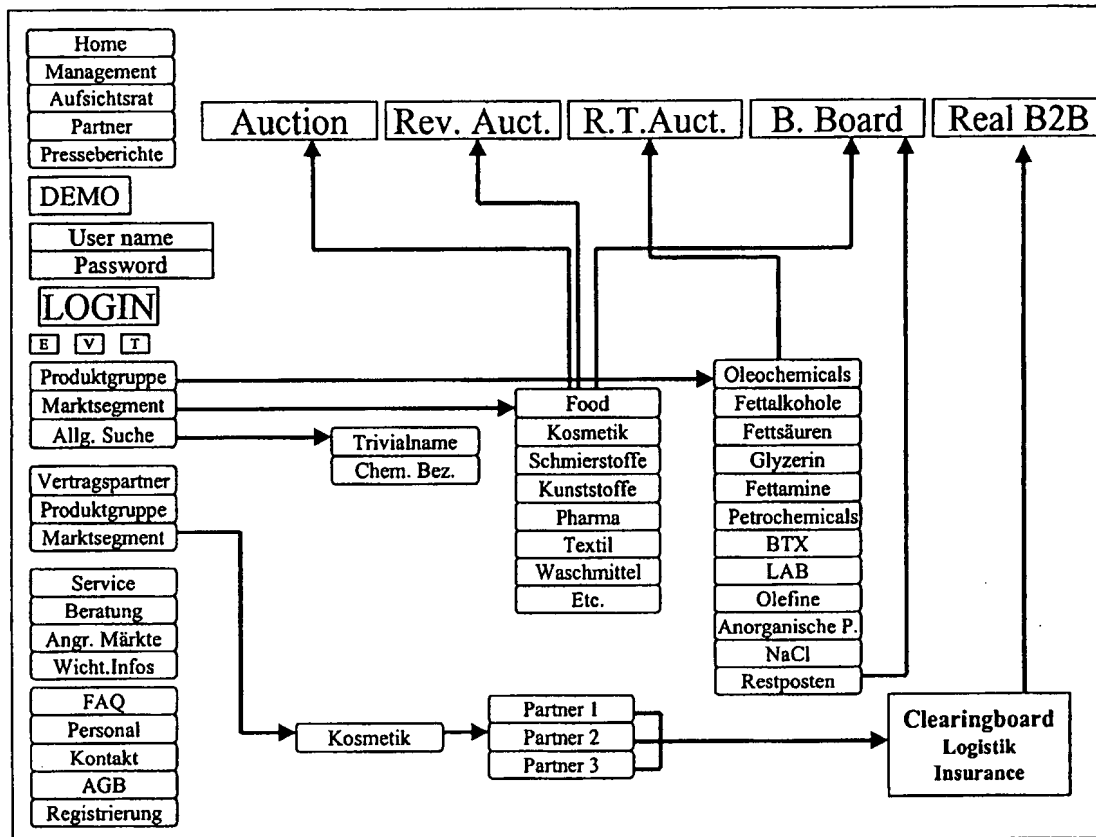 Home
Management
Aufsichtsrat
Partner
Presseberichte
Auction
Rev. Auct.
R.T.Auct.
B. Board
Real B2B
DEMO
User name
Password
LOGIN
E V T
Produktgruppe
Marktsegment
Allg. Suche
Trivialname
Chem. Bez.
Food
Kosmetik
Schmierstoffe
Kunststoffe
Pharma
Textil
Waschmittel
Etc.
Oleochemicals
Fettalkohole
Fettsäuren
Glyzerin
Fettamine
Petrochemicals
BTX
LAB
Olefine
Anorganische P.
NaCl
Restposten
Vertragspartner
Produktgruppe
Marktsegment
Service
Beratung
Angr. Märkte
Wicht.Infos
FAQ
Personal
Kontakt
AGB
Registrierung
Kosmetik
Partner 1
Partner 2
Partner 3
Clearingboard
Logistik
Insurance